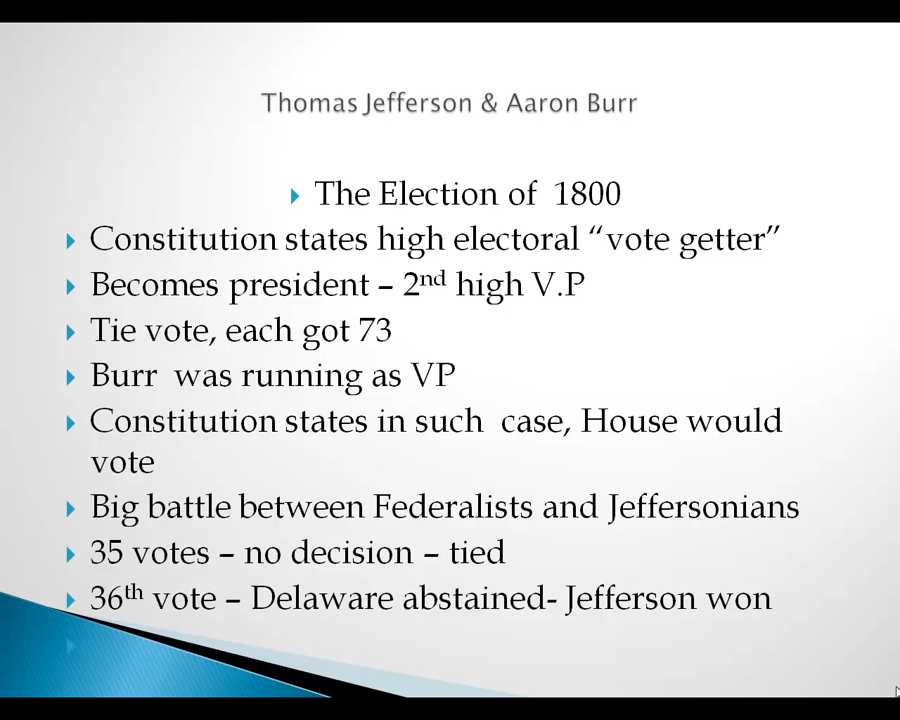 Thomas Jefferson & Aaron Burr
The Election of 1800
Constitution states high electoral “vote getter”
Becomes president – 2nd high V.P
Tie vote, each got 73
Burr was running as VP
Constitution states in such case, House would
vote
Big battle between Federalists and Jeffersonians
35 votes – no decision – tied
36th vote – Delaware abstained- Jefferson won